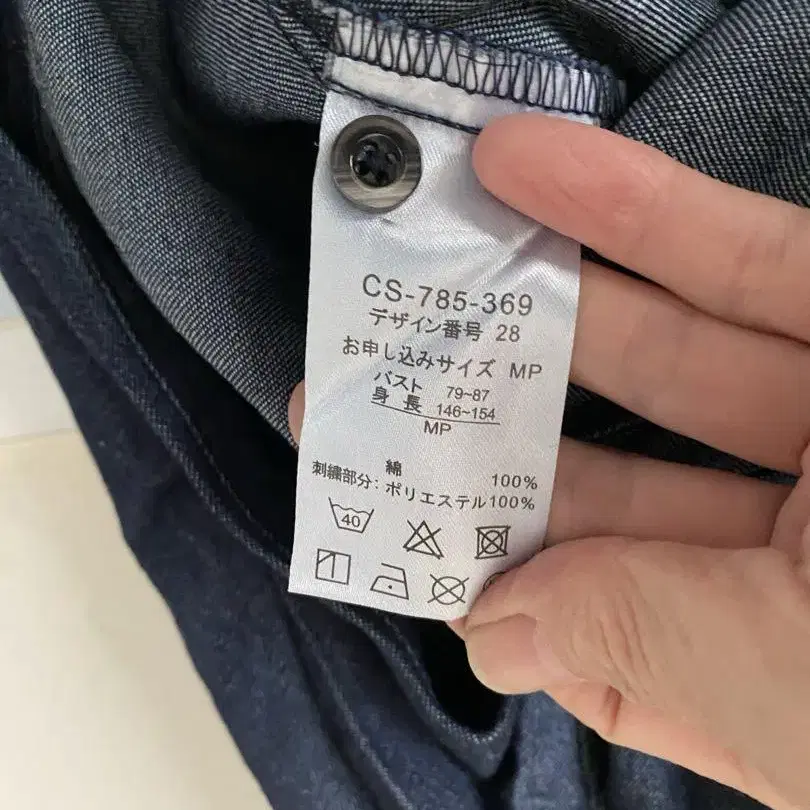 CS-785-369
デザイン番号 28
お申し込みサイズ MP
バスト 79~87
身 長 146~154
MP
綿 100%
刺繍部分: ポリエステル100%
40